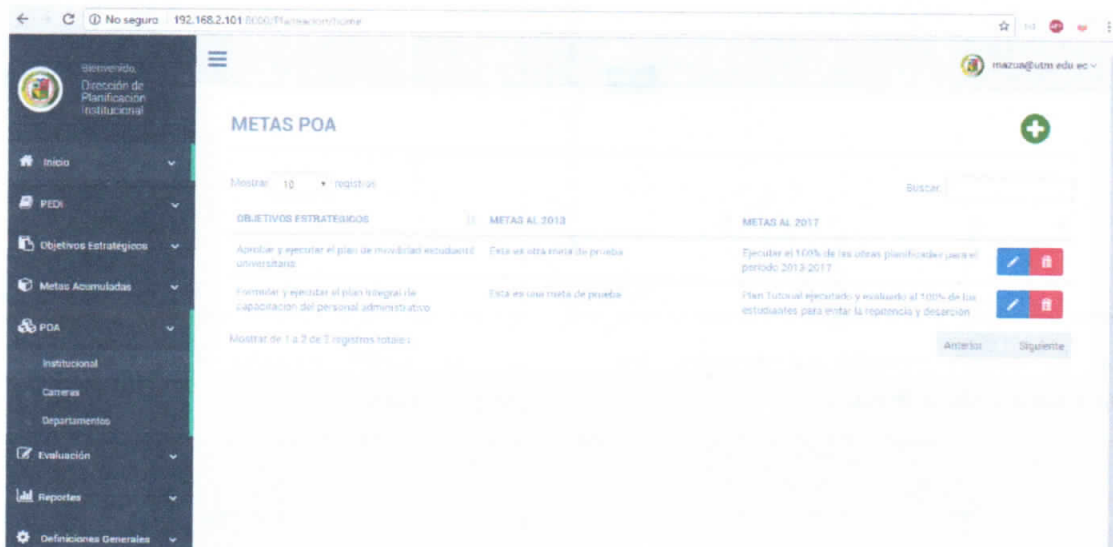 No seguro 192.168.2.101:8000/Planeacion/home
Bienvenido,
Dirección de
Planificación
Institucional
mazua@utm.edu.ec
METAS POA
Inicio
Mostrar 10 registros
Buscar
PEDI
OBJETIVOS ESTRATEGICOS METAS AL 2013 METAS AL 2017
Objetivos Estratégicos
Aprobar y ejecutar el plan de movilidad estudiantil Esta es otra meta de prueba Ejecutar el 100% de las obras planificadas para el
universitario periodo 2013-2017
Metas Acumuladas
Formular y ejecutar el plan integral de Esta es una meta de prueba Plan Tutorial ejecutado y evaluado al 100% de los
capacitación del personal administrativo estudiantes para evitar la repitencia y deserción
POA
Mostrar de 1 a 2 de 2 registros totales
Anterior Siguiente
Institucional
Carreras
Departamentos
Evaluación
Reportes
Definiciones Generales